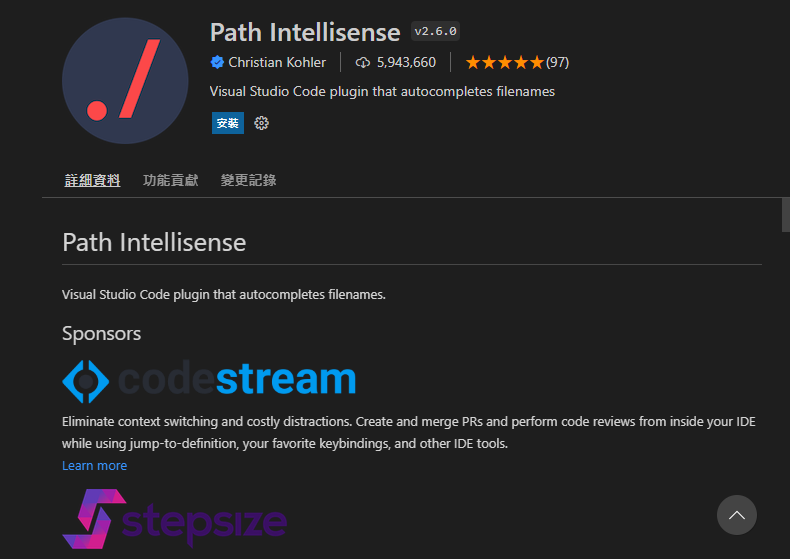 Path Intellisense v2.6.0
Christian Kohler 5,943,660 (97)
Visual Studio Code plugin that autocompletes filenames
安裝
詳細資料 功能貢獻 變更記錄
Path Intellisense
Visual Studio Code plugin that autocompletes filenames.
Sponsors
codestream
Eliminate context switching and costly distractions. Create and merge PRs and perform code reviews from inside your IDE
while using jump-to-definition, your favorite keybindings, and other IDE tools.
Learn more
stepsize